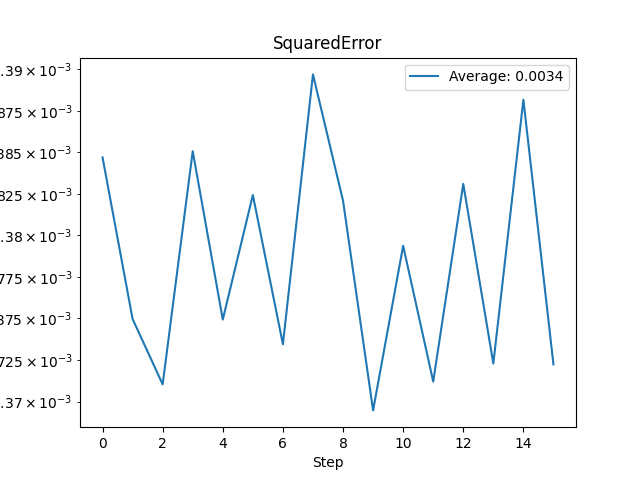 SquaredError
Average: 0.0034
.39 × 10⁻³
875 × 10⁻³
385 × 10⁻³
825 × 10⁻³
.38 × 10⁻³
775 × 10⁻³
375 × 10⁻³
725 × 10⁻³
.37 × 10⁻³
0 2 4 6 8 10 12 14
Step